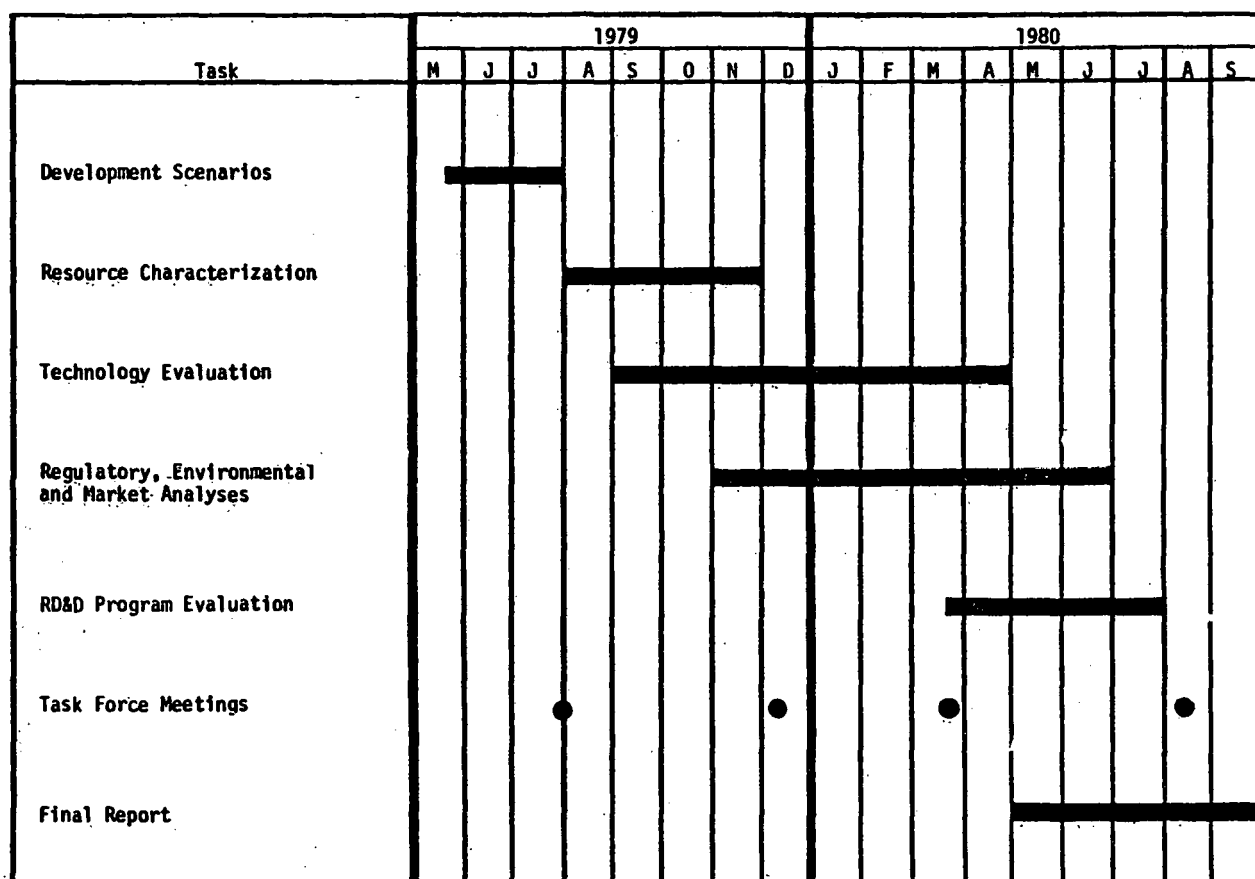 1979 1980
Task M J J A S O N D J F M A M J J A S
Development Scenarios
Resource Characterization
Technology Evaluation
Regulatory, Environmental
and Market Analyses
RD&D Program Evaluation
Task Force Meetings
Final Report